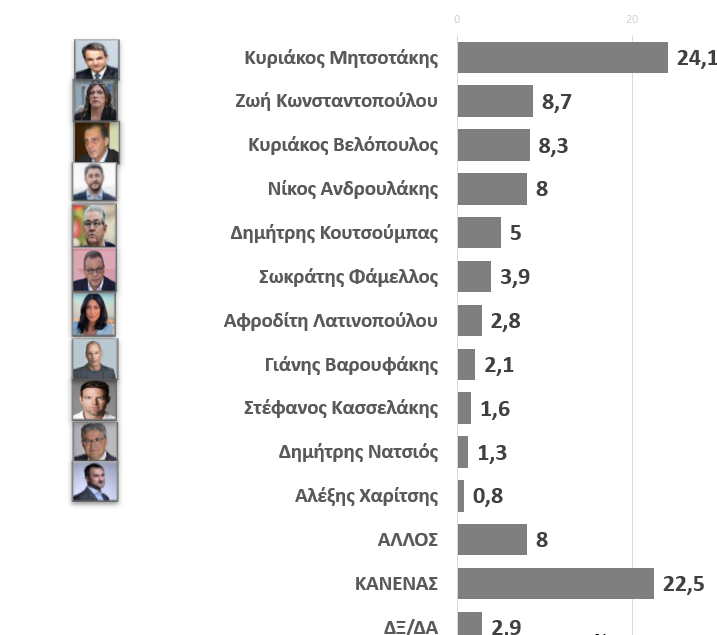 0 20
Κυριάκος Μητσοτάκης 24,1
Ζωή Κωνσταντοπούλου 8,7
Κυριάκος Βελόπουλος 8,3
Νίκος Ανδρουλάκης 8
Δημήτρης Κουτσούμπας 5
Σωκράτης Φάμελλος 3,9
Αφροδίτη Λατινοπούλου 2,8
Γιάνης Βαρουφάκης 2,1
Στέφανος Κασσελάκης 1,6
Δημήτρης Νατσιός 1,3
Αλέξης Χαρίτσης 0,8
ΑΛΛΟΣ 8
ΚΑΝΕΝΑΣ 22,5
ΔΞ/ΔΑ 2,9